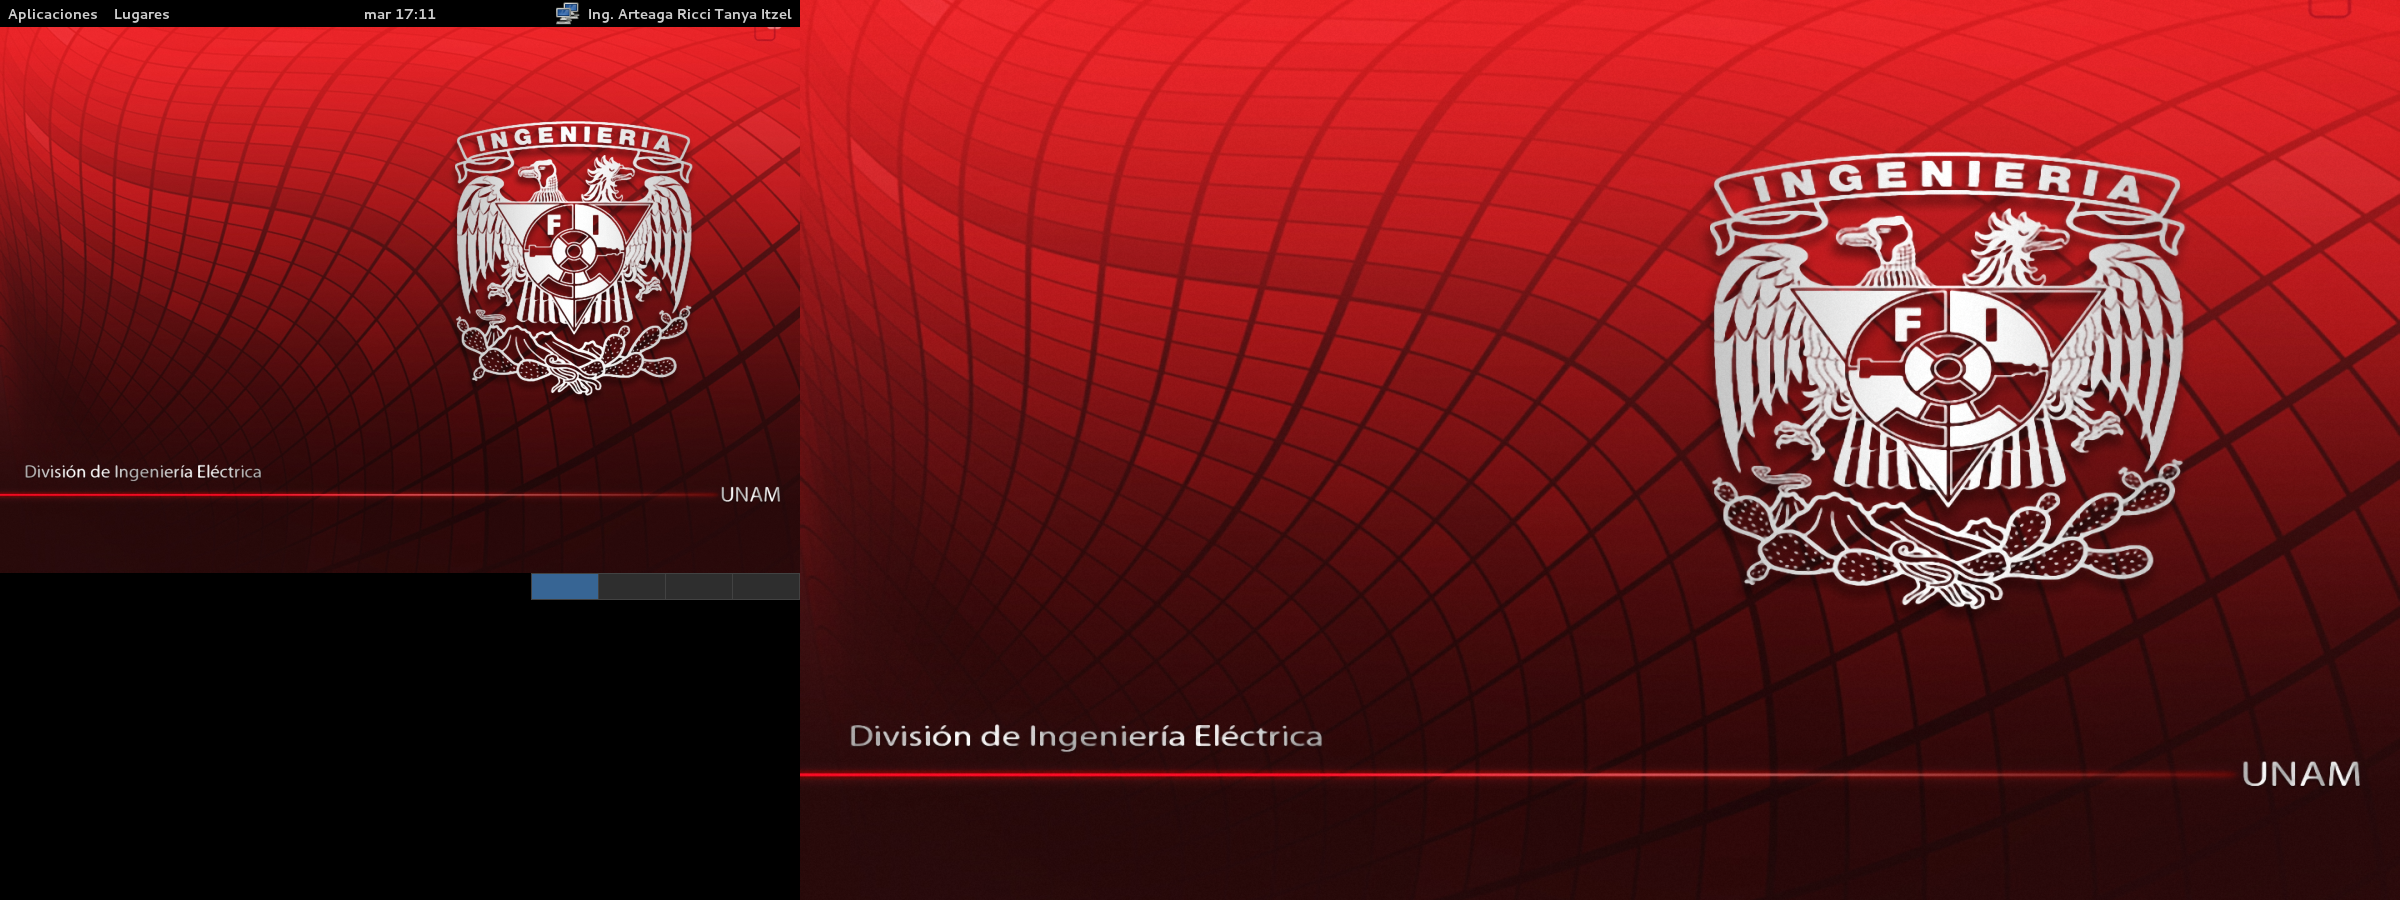 Aplicaciones Lugares mar 17:11 Ing. Arteaga Ricci Tanya Itzel
INGENIERIA
F I
División de Ingeniería Eléctrica
UNAM
INGENIERIA
F I
División de Ingeniería Eléctrica
UNAM